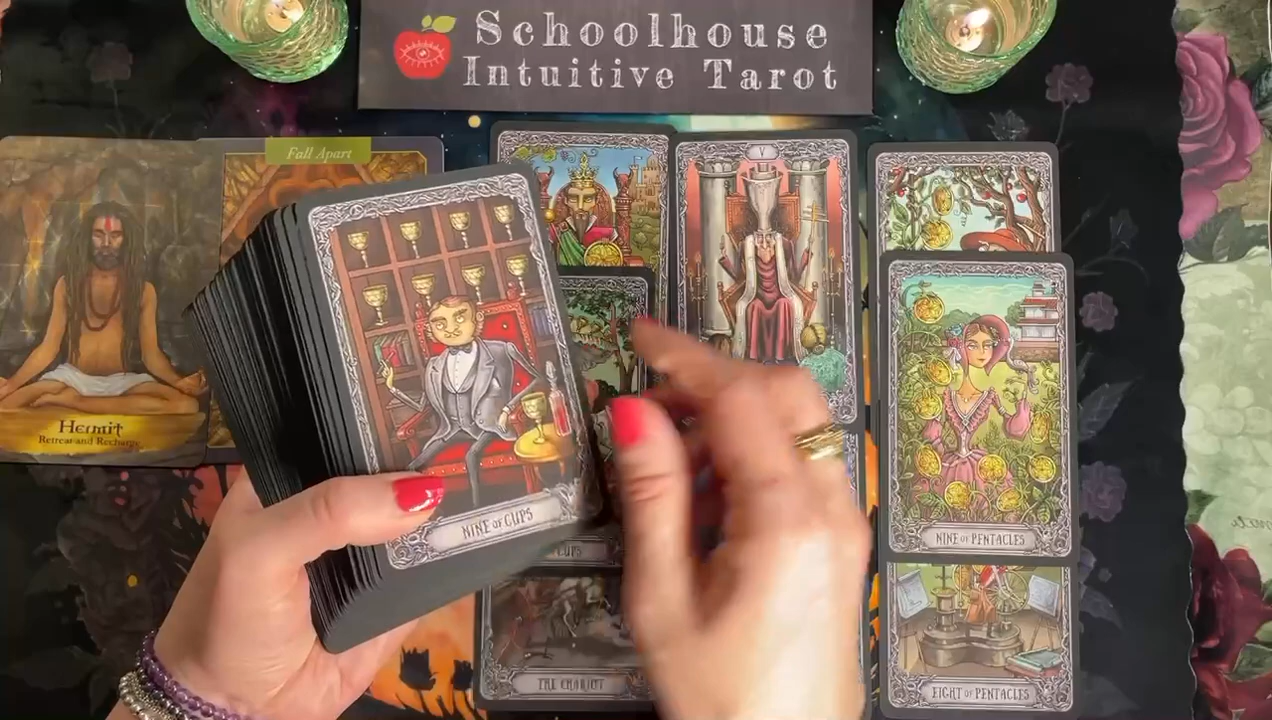 Schoolhouse
Intuitive Tarot
Fall Apart
V
Hermit
Retreat and Recharge
NINE OF CUPS
NINE OF PENTACLES
CUPS
THE CHARIOT
EIGHT OF PENTACLES